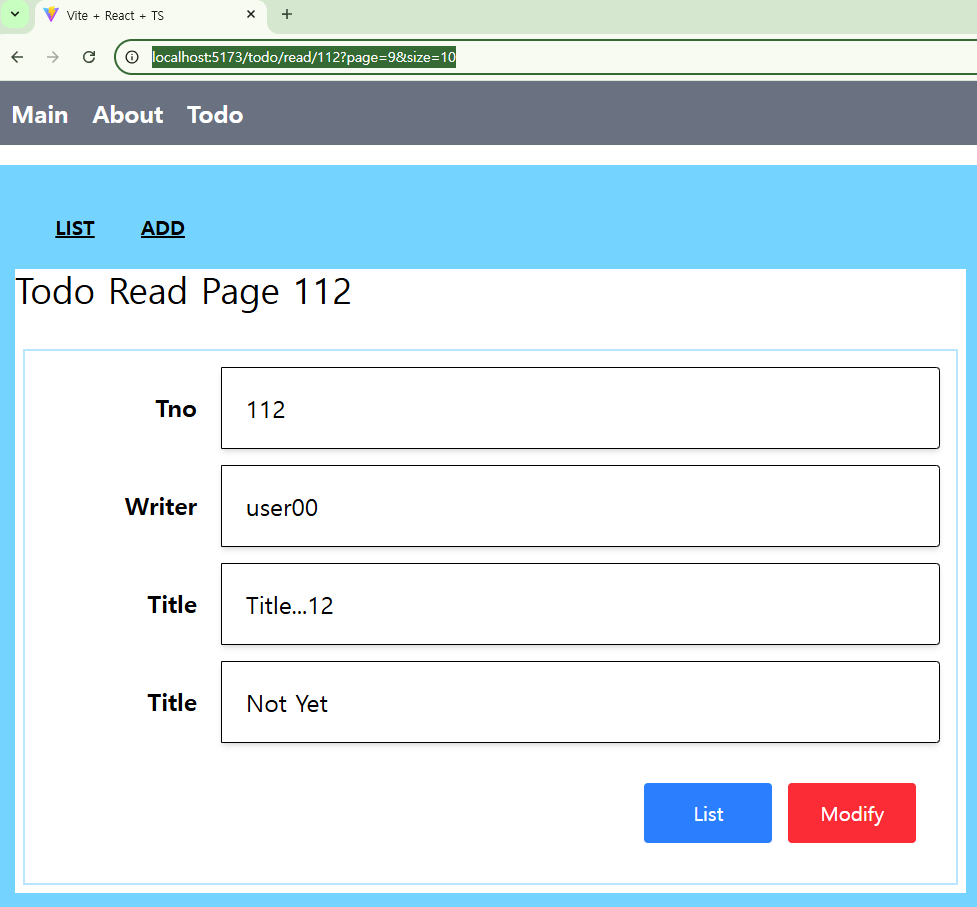 Vite + React + TS
localhost:5173/todo/read/112?page=9&size=10
Main About Todo
LIST ADD
Todo Read Page 112
Tno 112
Writer user00
Title Title...12
Title Not Yet
List Modify